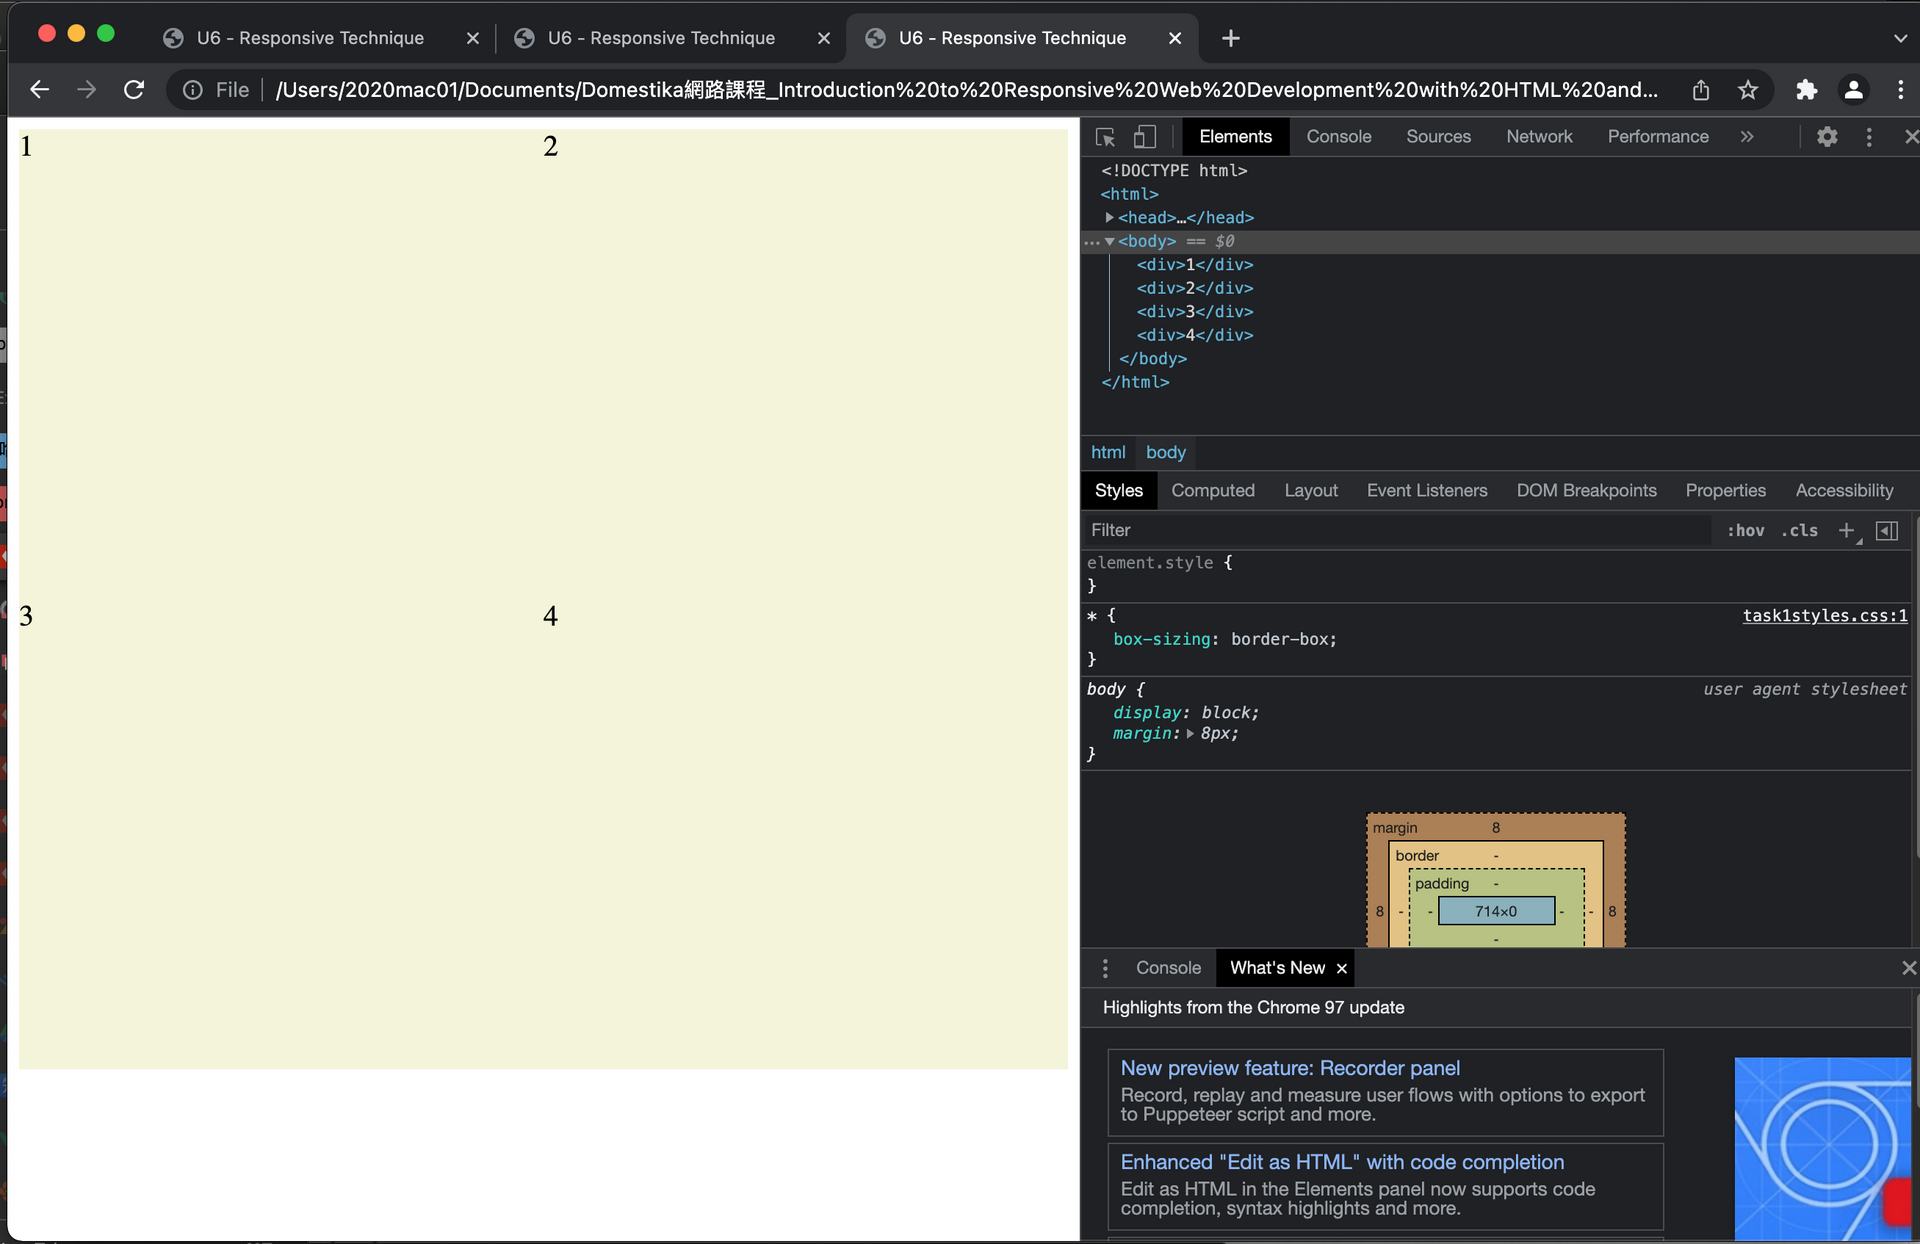 U6 - Responsive Technique
U6 - Responsive Technique
U6 - Responsive Technique
File
/Users/2020mac01/Documents/Domestika網路課程_Introduction%20to%20Responsive%20Web%20Development%20with%20HTML%20and...
1
2
3
4
Elements
Console
Sources
Network
Performance
<!DOCTYPE html>
<html>
<head>…</head>
<body> == $0
<div>1</div>
<div>2</div>
<div>3</div>
<div>4</div>
</body>
</html>
html
body
Styles
Computed
Layout
Event Listeners
DOM Breakpoints
Properties
Accessibility
Filter
:hov
.cls
element.style {
}
* {
task1styles.css:1
box-sizing: border-box;
}
body {
user agent stylesheet
display: block;
margin: 8px;
}
margin
8
border
-
padding
-
8
-
-
714×0
-
-
8
-
Console
What's New
Highlights from the Chrome 97 update
New preview feature: Recorder panel
Record, replay and measure user flows with options to export
to Puppeteer script and more.
Enhanced "Edit as HTML" with code completion
Edit as HTML in the Elements panel now supports code
completion, syntax highlights and more.